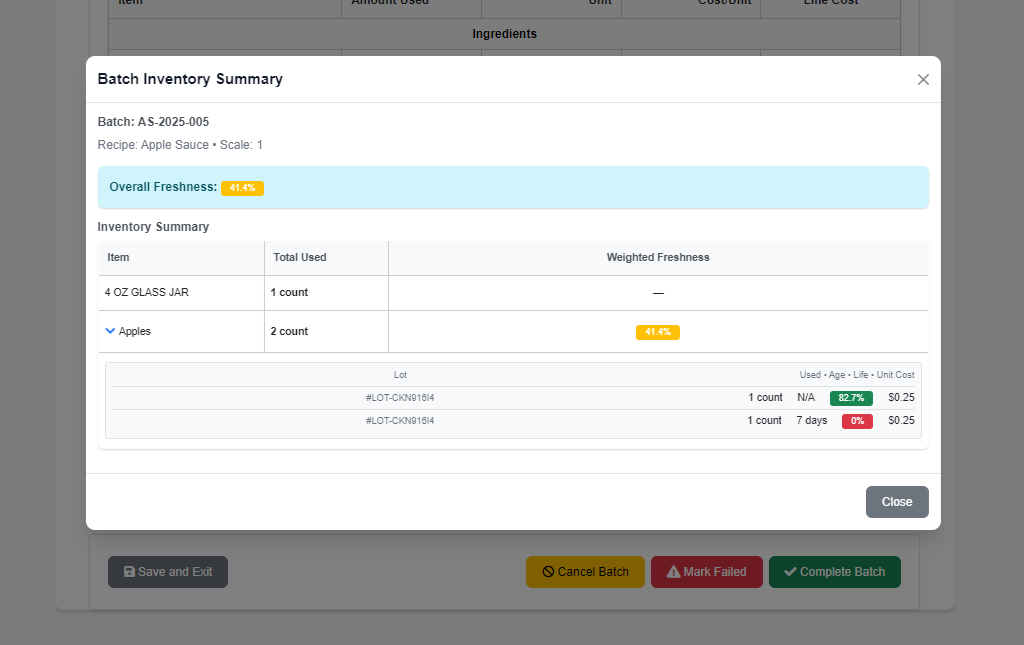 Item Amount Used Unit Cost/Unit Line Cost
Ingredients
Batch Inventory Summary
Batch: AS-2025-005
Recipe: Apple Sauce • Scale: 1
Overall Freshness: 41.4%
Inventory Summary
Item Total Used Weighted Freshness
4 OZ GLASS JAR 1 count —
Apples 2 count 41.4%
Lot Used • Age • Life • Unit Cost
#LOT-CKN916I4 1 count N/A 82.7% $0.25
#LOT-CKN916I4 1 count 7 days 0% $0.25
Close
Save and Exit Cancel Batch Mark Failed Complete Batch